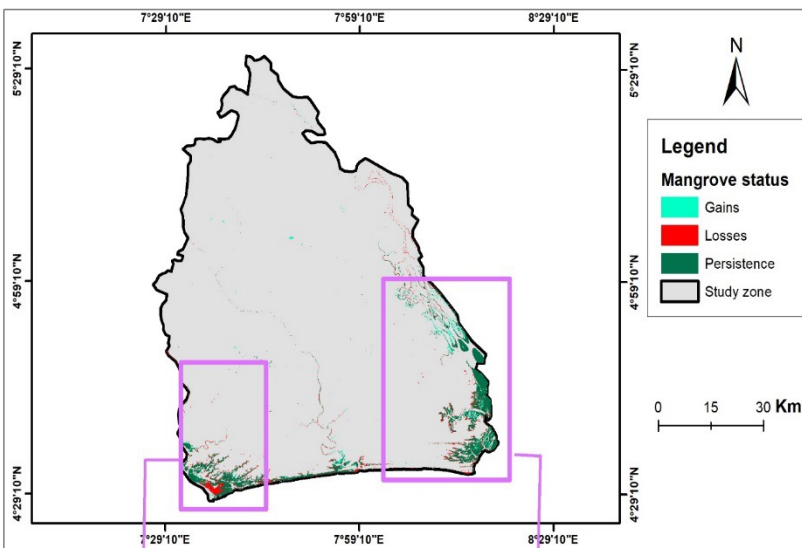 7°29'10"E 7°59'10"E 8°29'10"E
5°29'10"N 5°29'10"N
4°59'10"N 4°59'10"N
4°29'10"N 4°29'10"N
7°29'10"E 7°59'10"E 8°29'10"E
N
Legend
Mangrove status
Gains
Losses
Persistence
Study zone
0 15 30 Km